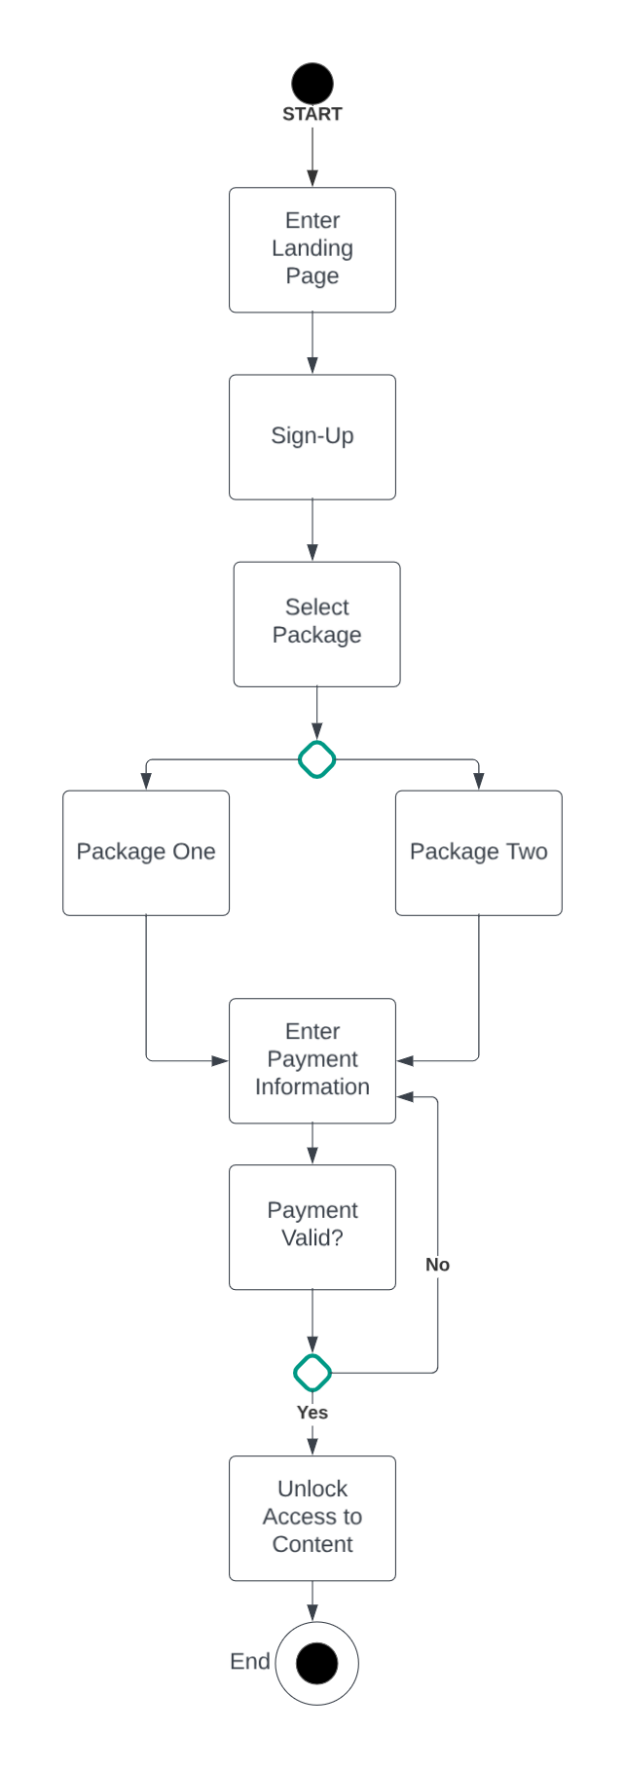 START
Enter
Landing
Page
Sign-Up
Select
Package
Package One
Package Two
Enter
Payment
Information
Payment
Valid?
No
Yes
Unlock
Access to
Content
End